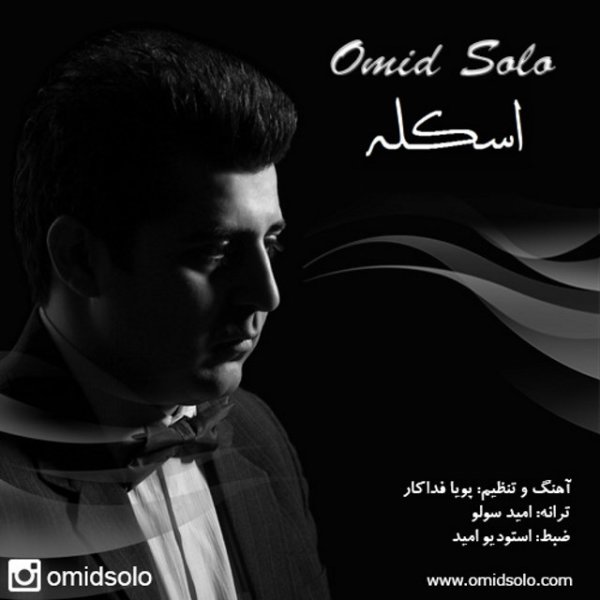 Omid Solo
اسکله
آهنگ و تنظیم: پویا فداکار
ترانه: امید سولو
ضبط: استودیو امید
omidsolo
www.omidsolo.com